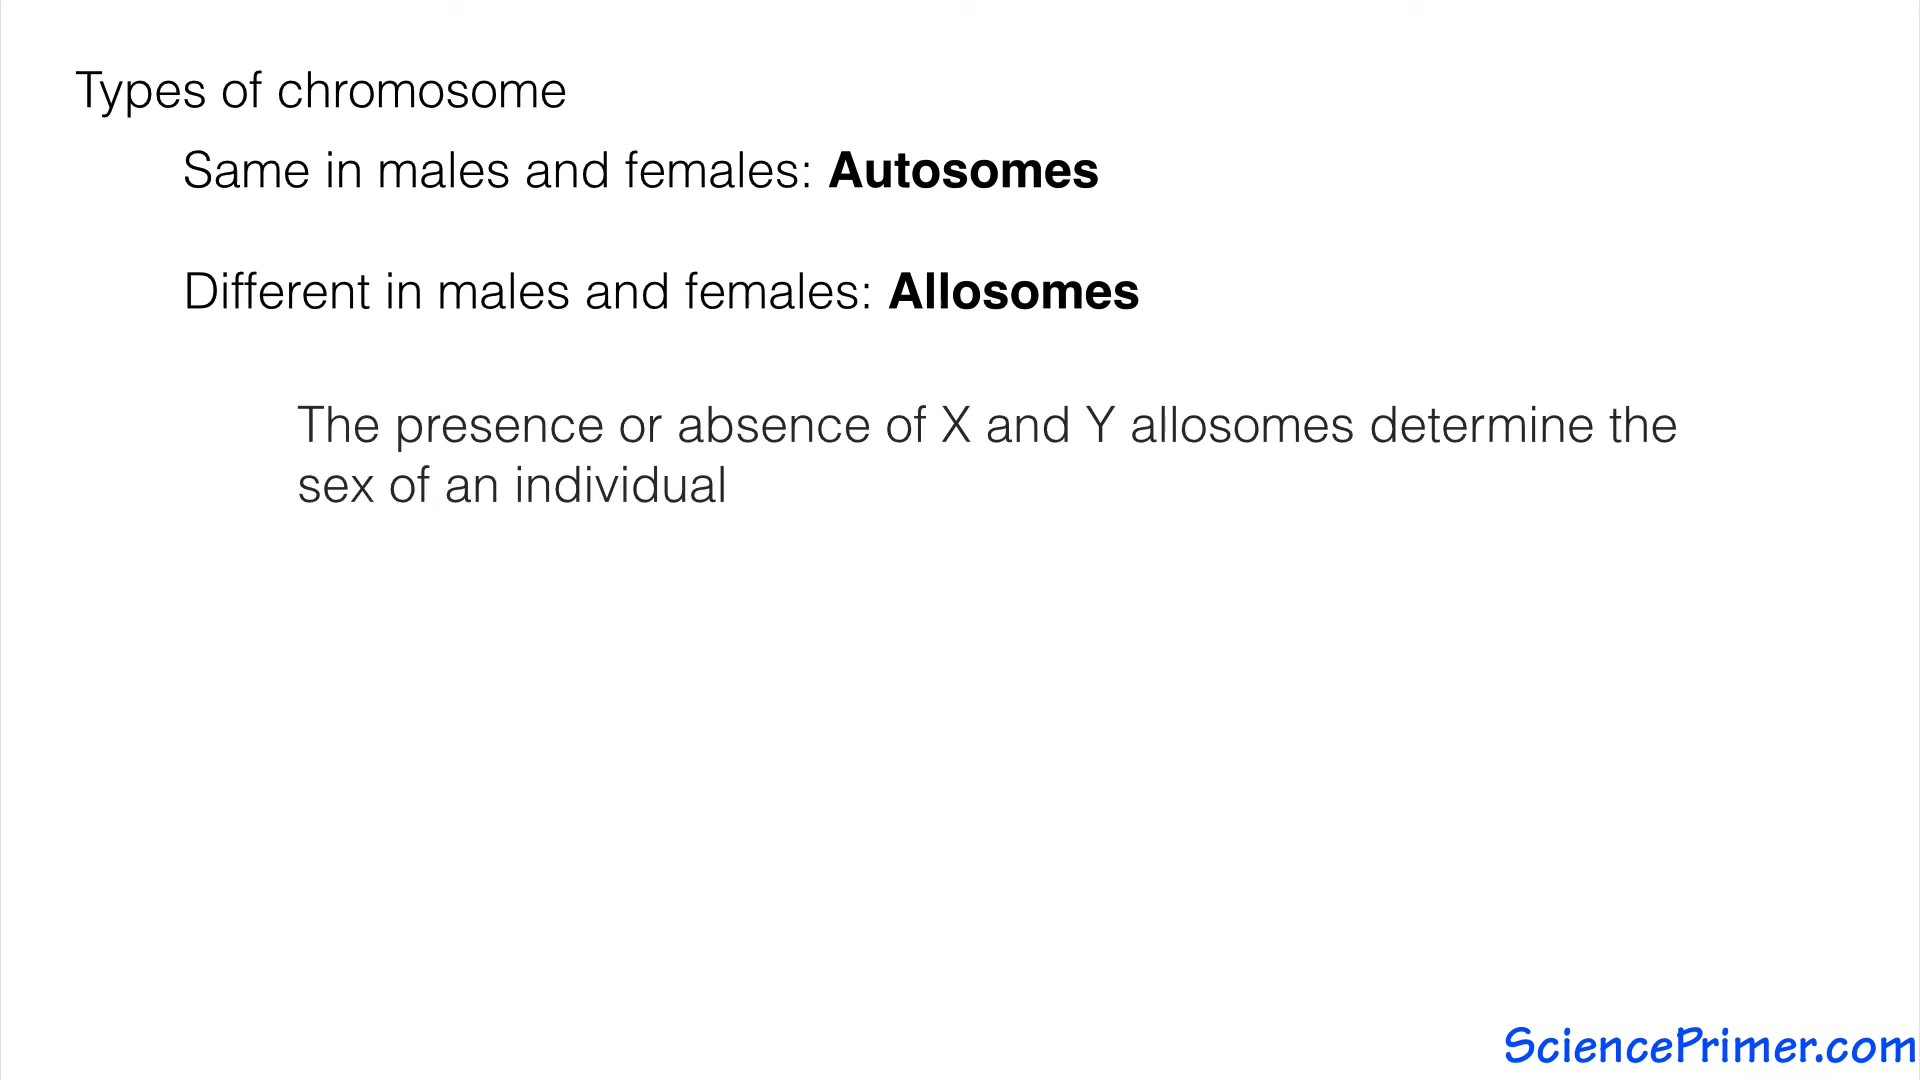 Types of chromosome
Same in males and females: Autosomes
Different in males and females: Allosomes
The presence or absence of X and Y allosomes determine the
sex of an individual
SciencePrimer.com